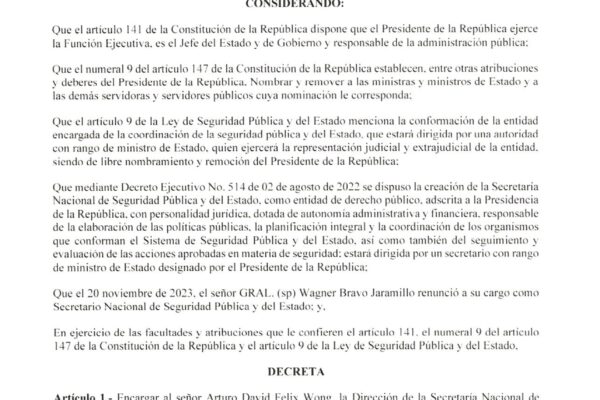 CONSIDERANDO:
Que el artículo 141 de la Constitución de la República dispone que el Presidente de la República ejerce
la Función Ejecutiva, es el Jefe del Estado y de Gobierno y responsable de la administración pública;
Que el numeral 9 del artículo 147 de la Constitución de la República establecen, entre otras atribuciones
y deberes del Presidente de la República, Nombrar y remover a las ministras y ministros de Estado y a
las demás servidoras y servidores públicos cuya nominación le corresponda;
Que el artículo 9 de la Ley de Seguridad Pública y del Estado menciona la conformación de la entidad
encargada de la coordinación de la seguridad pública y del Estado, que estará dirigida por una autoridad
con rango de ministro de Estado, quien ejercerá la representación judicial y extrajudicial de la entidad,
siendo de libre nombramiento y remoción del Presidente de la República;
Que mediante Decreto Ejecutivo No. 514 de 02 de agosto de 2022 se dispuso la creación de la Secretaría
Nacional de Seguridad Pública y del Estado, como entidad de derecho público, adscrita a la Presidencia
de la República, con personalidad jurídica, dotada de autonomía administrativa y financiera, responsable
de la elaboración de las políticas públicas, la planificación integral y la coordinación de los organismos
que conforman el Sistema de Seguridad Pública y del Estado, así como también del seguimiento y
evaluación de las acciones aprobadas en materia de seguridad; estará dirigida por un secretario con rango
de ministro de Estado designado por el Presidente de la República;
Que el 20 noviembre de 2023, el señor GRAL. (sp) Wagner Bravo Jaramillo renunció a su cargo como
Secretario Nacional de Seguridad Pública y del Estado; y,
En ejercicio de las facultades y atribuciones que le confieren el artículo 141, el numeral 9 del artículo
147 de la Constitución de la República y el artículo 9 de la Ley de Seguridad Pública y del Estado,
DECRETA
Artículo 1.- Encargar al señor Arturo David Felix Wong, la Dirección de la Secretaría Nacional de